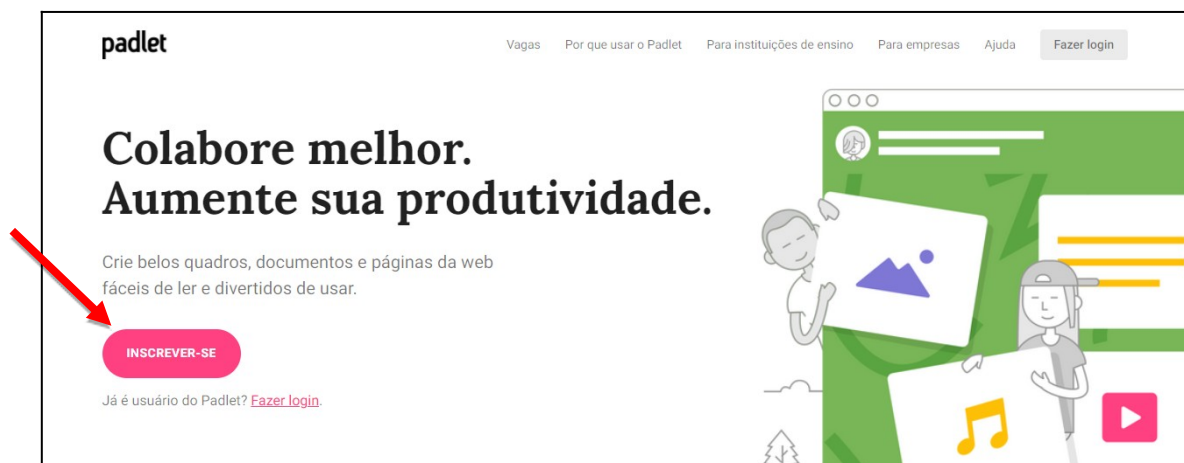 padlet
Vagas Por que usar o Padlet Para instituições de ensino Para empresas Ajuda Fazer login
Colabore melhor.
Aumente sua produtividade.
Crie belos quadros, documentos e páginas da web
fáceis de ler e divertidos de usar.
INSCREVER-SE
Já é usuário do Padlet? Fazer login.